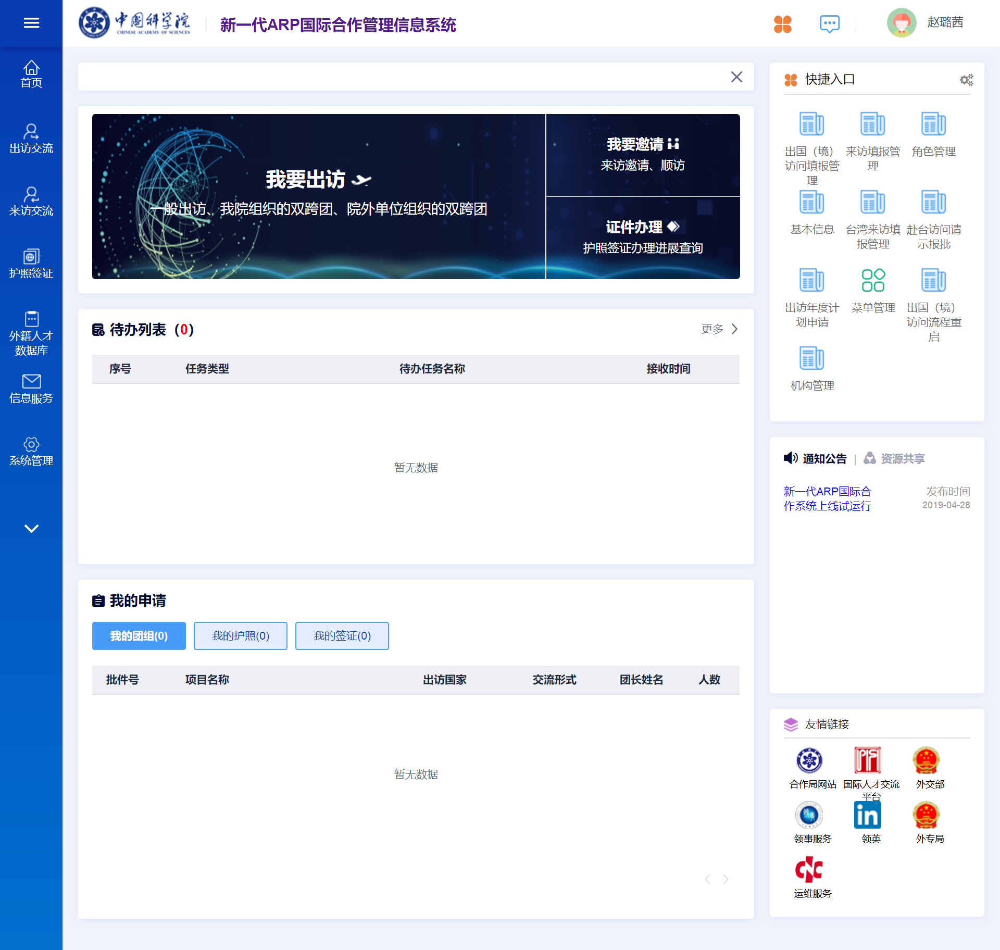 中国科学院
CHINESE ACADEMY OF SCIENCES
新一代ARP国际合作管理信息系统
赵璐茜
首页
出访交流
来访交流
护照签证
外籍人才
数据库
信息服务
系统管理
我要出访
一般出访、我院组织的双跨团、院外单位组织的双跨团
我要邀请
来访邀请、顺访
证件办理
护照签证办理进展查询
待办列表（0）
更多
序号 任务类型 待办任务名称 接收时间
暂无数据
我的申请
我的团组(0) 我的护照(0) 我的签证(0)
批件号 项目名称 出访国家 交流形式 团长姓名 人数
暂无数据
快捷入口
出国（境）
访问填报管
理
来访填报管
理
角色管理
基本信息
台湾来访填
报管理
赴台访问请
示报批
出访年度计
划申请
菜单管理
出国（境）
访问流程重
启
机构管理
通知公告 | 资源共享
新一代ARP国际合
作系统上线试运行
发布时间
2019-04-28
友情链接
合作局网站
国际人才交流
平台
外交部
领事服务
in
领英
外专局
CNC
运维服务